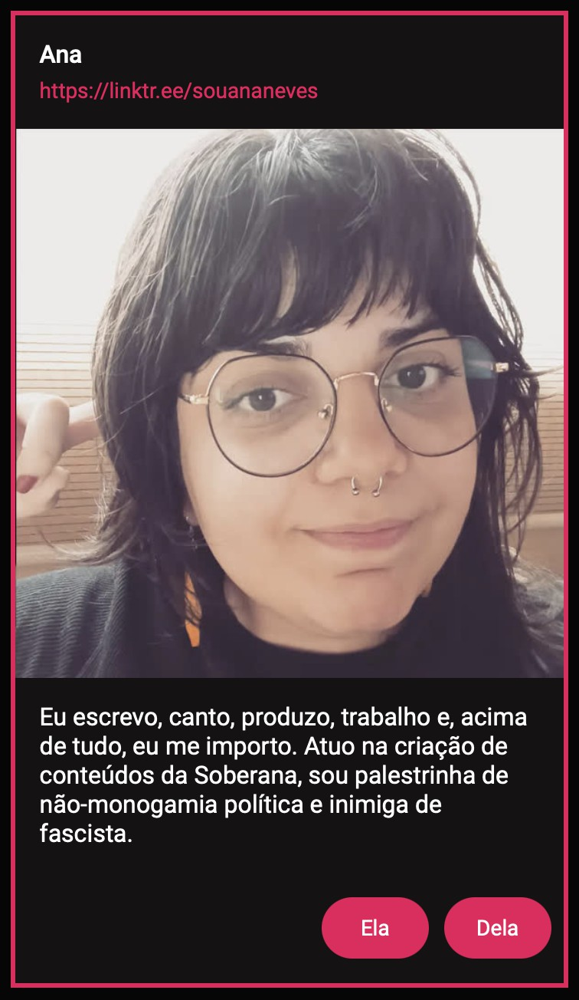 Ana
https://linktr.ee/souananeves
Eu escrevo, canto, produzo, trabalho e, acima
de tudo, eu me importo. Atuo na criação de
conteúdos da Soberana, sou palestrinha de
não-monogamia política e inimiga de
fascista.
Ela
Dela